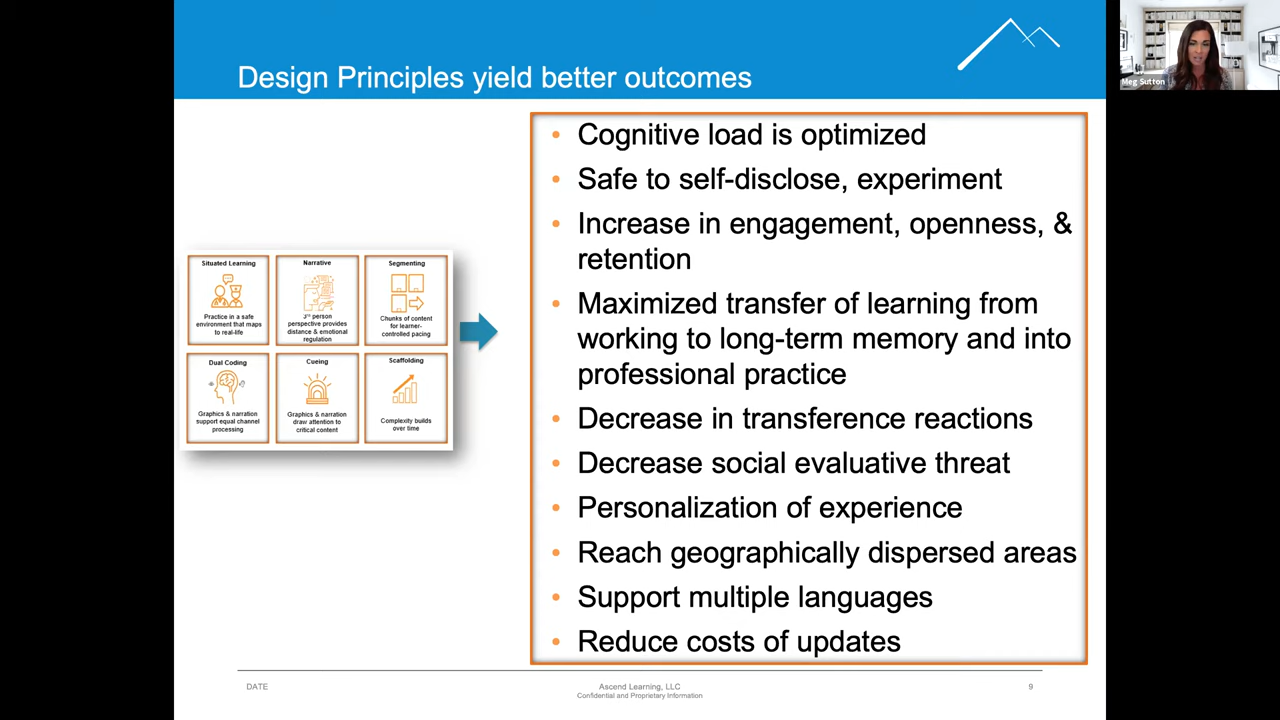 Design Principles yield better outcomes
Meg Sutton
Situated Learning
Practice in a safe
environment that maps
to real-life
Narrative
3rd person
perspective provides
distance & emotional
regulation
Segmenting
Chunks of content
for learner-
controlled pacing
Dual Coding
Graphics & narration
support equal channel
processing
Cueing
Graphics & narration
draw attention to
critical content
Scaffolding
Complexity builds
over time
• Cognitive load is optimized
• Safe to self-disclose, experiment
• Increase in engagement, openness, &
retention
• Maximized transfer of learning from
working to long-term memory and into
professional practice
• Decrease in transference reactions
• Decrease social evaluative threat
• Personalization of experience
• Reach geographically dispersed areas
• Support multiple languages
• Reduce costs of updates
DATE
Ascend Learning, LLC
Confidential and Proprietary Information
9